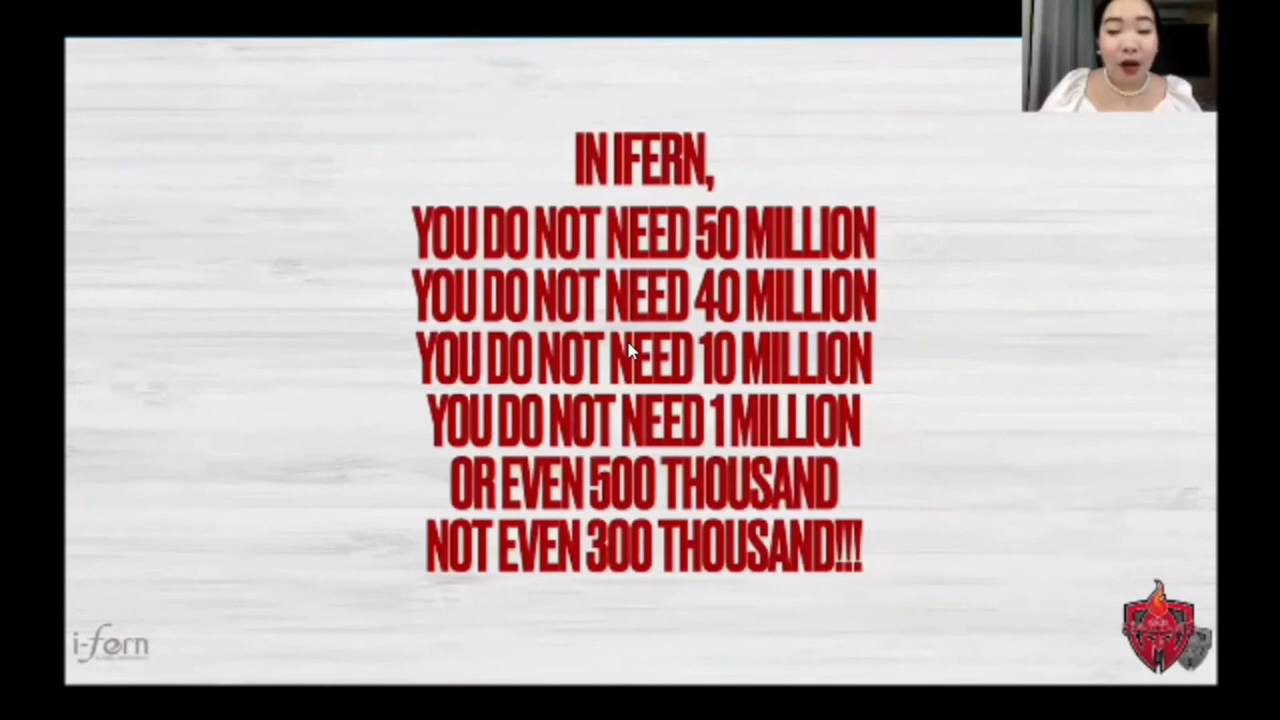 IN IFERN,
YOU DO NOT NEED 50 MILLION
YOU DO NOT NEED 40 MILLION
YOU DO NOT NEED 10 MILLION
YOU DO NOT NEED 1 MILLION
OR EVEN 500 THOUSAND
NOT EVEN 300 THOUSAND!!!
i-fern